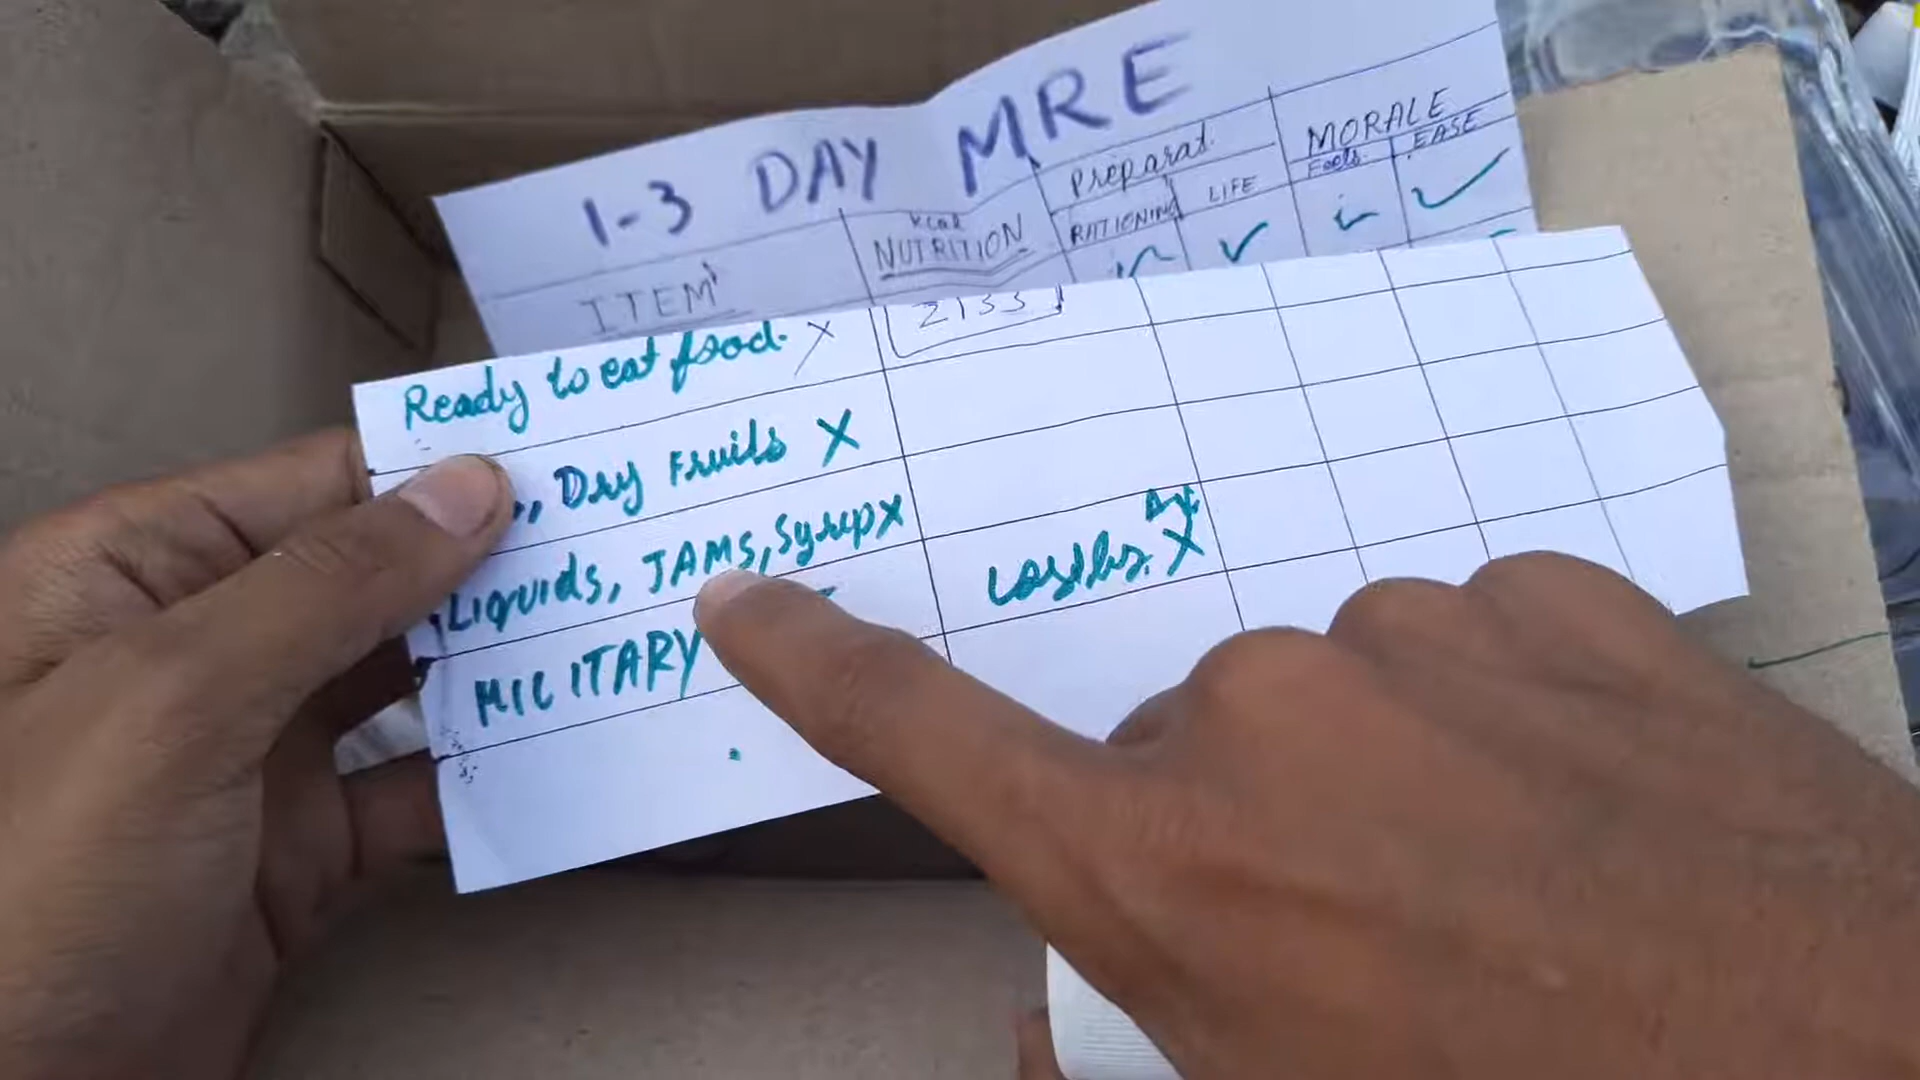 1-3 DAY MRE
Preparat. MORALE
ITEM kcal NUTRITION RATIONING LIFE Feels. EASE
Ready to eat food. X 2133
,, Dry Fruits X
Liquids, JAMS, Syrup X
MILITARY